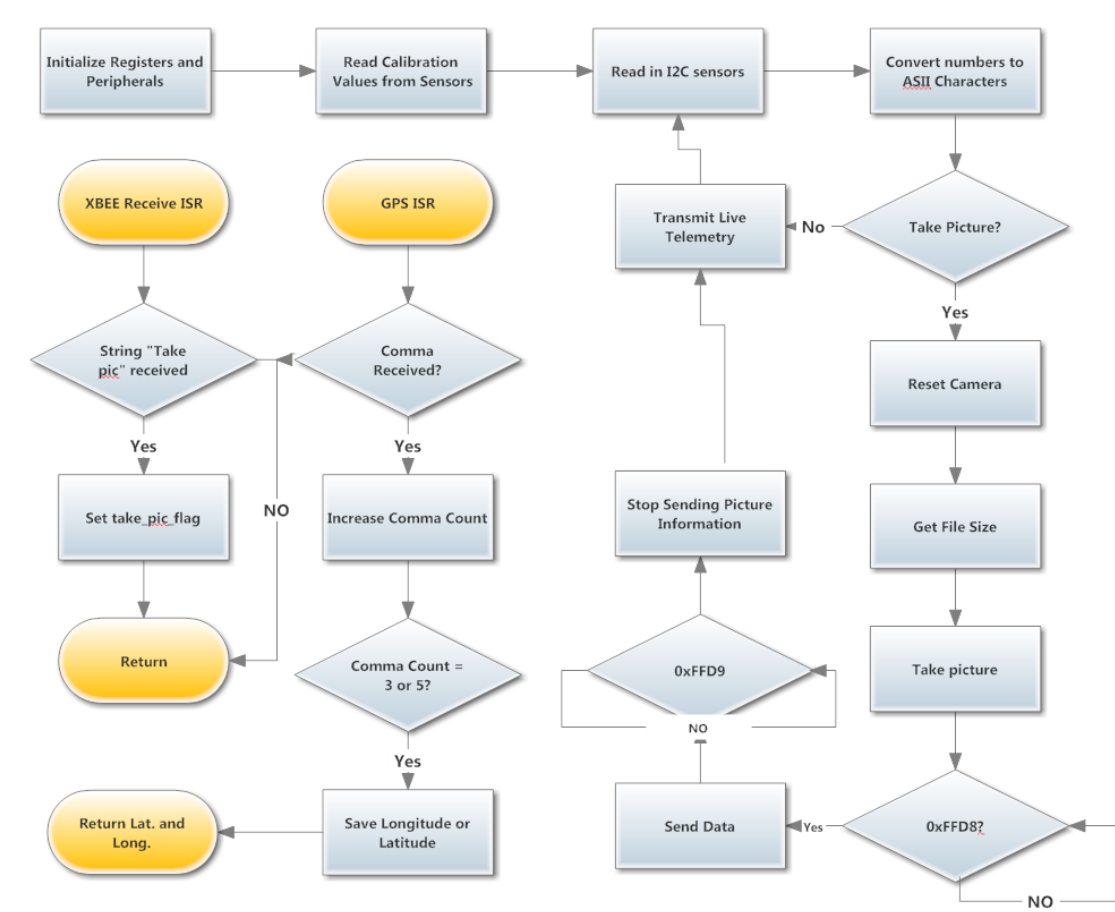 Initialize Registers and
Peripherals
Read Calibration
Values from Sensors
Read in I2C sensors
Convert numbers to
ASII Characters
XBEE Receive ISR
GPS ISR
Transmit Live
Telemetry
No
Take Picture?
Yes
String "Take
pic" received
Comma
Received?
Reset Camera
Yes
Yes
Set take_pic_flag
NO
Increase Comma Count
Stop Sending Picture
Information
Get File Size
Return
Comma Count =
3 or 5?
0xFFD9
Take picture
NO
Yes
Return Lat. and
Long.
Save Longitude or
Latitude
Send Data
Yes
0xFFD8?
NO